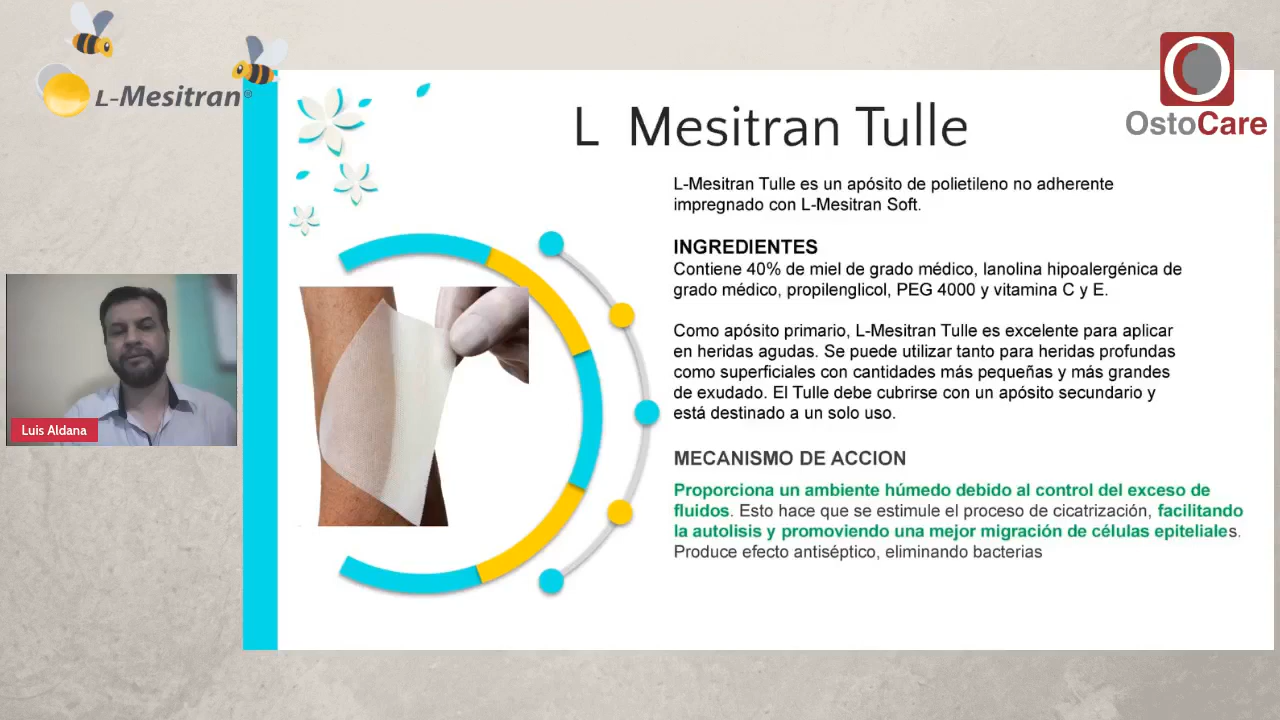 L-Mesitran®
OstoCare
L Mesitran Tulle
L-Mesitran Tulle es un apósito de polietileno no adherente
impregnado con L-Mesitran Soft.
INGREDIENTES
Contiene 40% de miel de grado médico, lanolina hipoalergénica de
grado médico, propilenglicol, PEG 4000 y vitamina C y E.
Como apósito primario, L-Mesitran Tulle es excelente para aplicar
en heridas agudas. Se puede utilizar tanto para heridas profundas
como superficiales con cantidades más pequeñas y más grandes
de exudado. El Tulle debe cubrirse con un apósito secundario y
está destinado a un solo uso.
MECANISMO DE ACCION
Proporciona un ambiente húmedo debido al control del exceso de
fluidos. Esto hace que se estimule el proceso de cicatrización, facilitando
la autolisis y promoviendo una mejor migración de células epiteliales.
Produce efecto antiséptico, eliminando bacterias
Luis Aldana